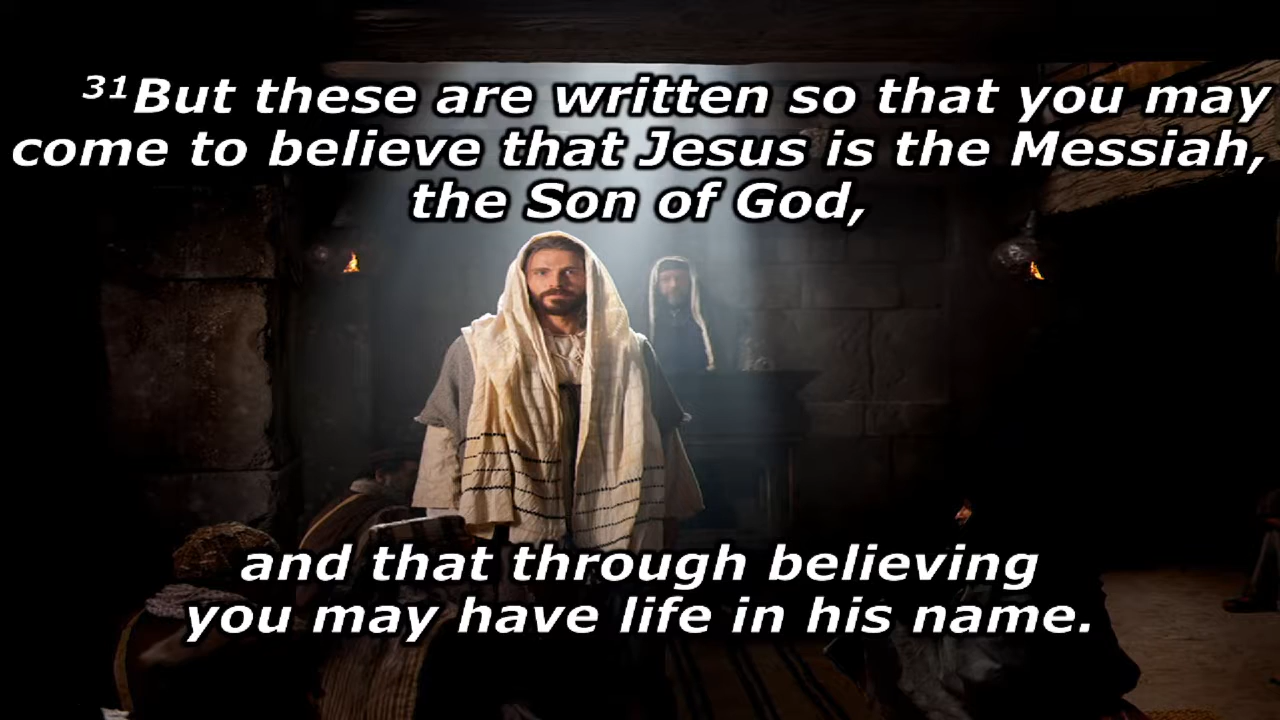 ³¹But these are written so that you may
come to believe that Jesus is the Messiah,
the Son of God,
and that through believing
you may have life in his name.